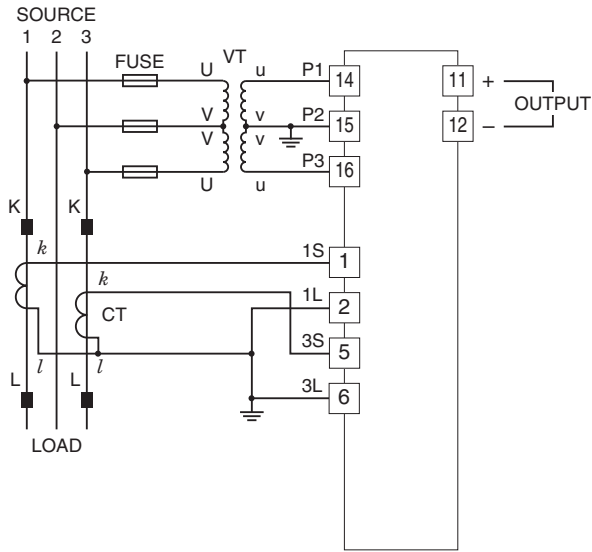 SOURCE
1 2 3
FUSE
VT
U u P1 14
11 +
OUTPUT
V v P2 15
12 –
V v
P3 16
U u
K K
k
1S 1
k
1L 2
CT
3S 5
l l
L L
3L 6
LOAD